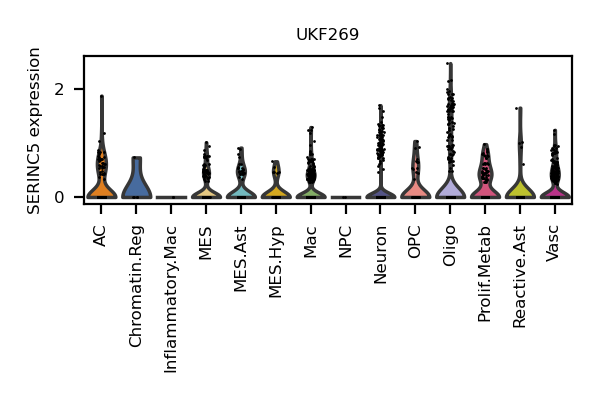 UKF269
SERINC5 expression
2
0
AC
Chromatin.Reg
Inflammatory.Mac
MES
MES.Ast
MES.Hyp
Mac
NPC
Neuron
OPC
Oligo
Prolif.Metab
Reactive.Ast
Vasc